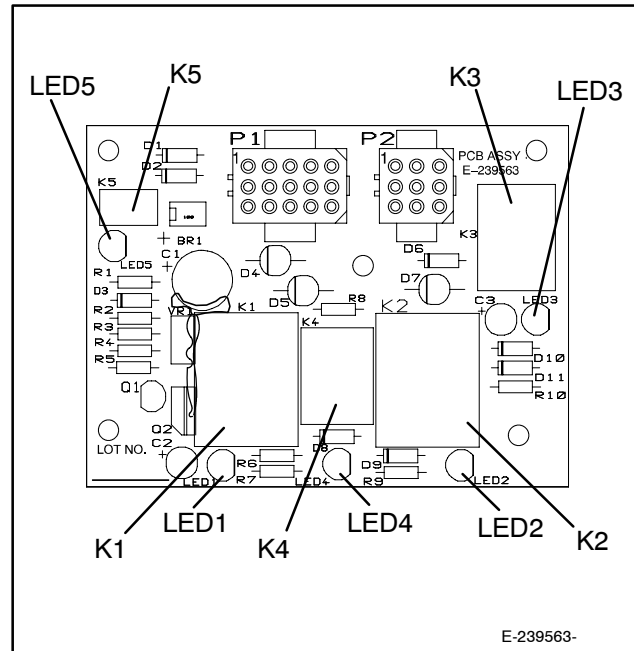 LED5
K5
K3
LED3
P1
P2
1
1
PCB ASSY
E-239563
D1
D2
K5
K3
BR1
C1
LED5
D4
D6
D7
D5
R1
D3
R2
R3
R4
R5
VR1
K1
R8
K4
K2
C3
LED3
D10
D11
R10
Q1
Q2
C2
LOT NO.
D8
R6
R7
D9
R9
LED1
LED4
LED2
LED1
LED4
LED2
K1
K4
K2
E-239563-